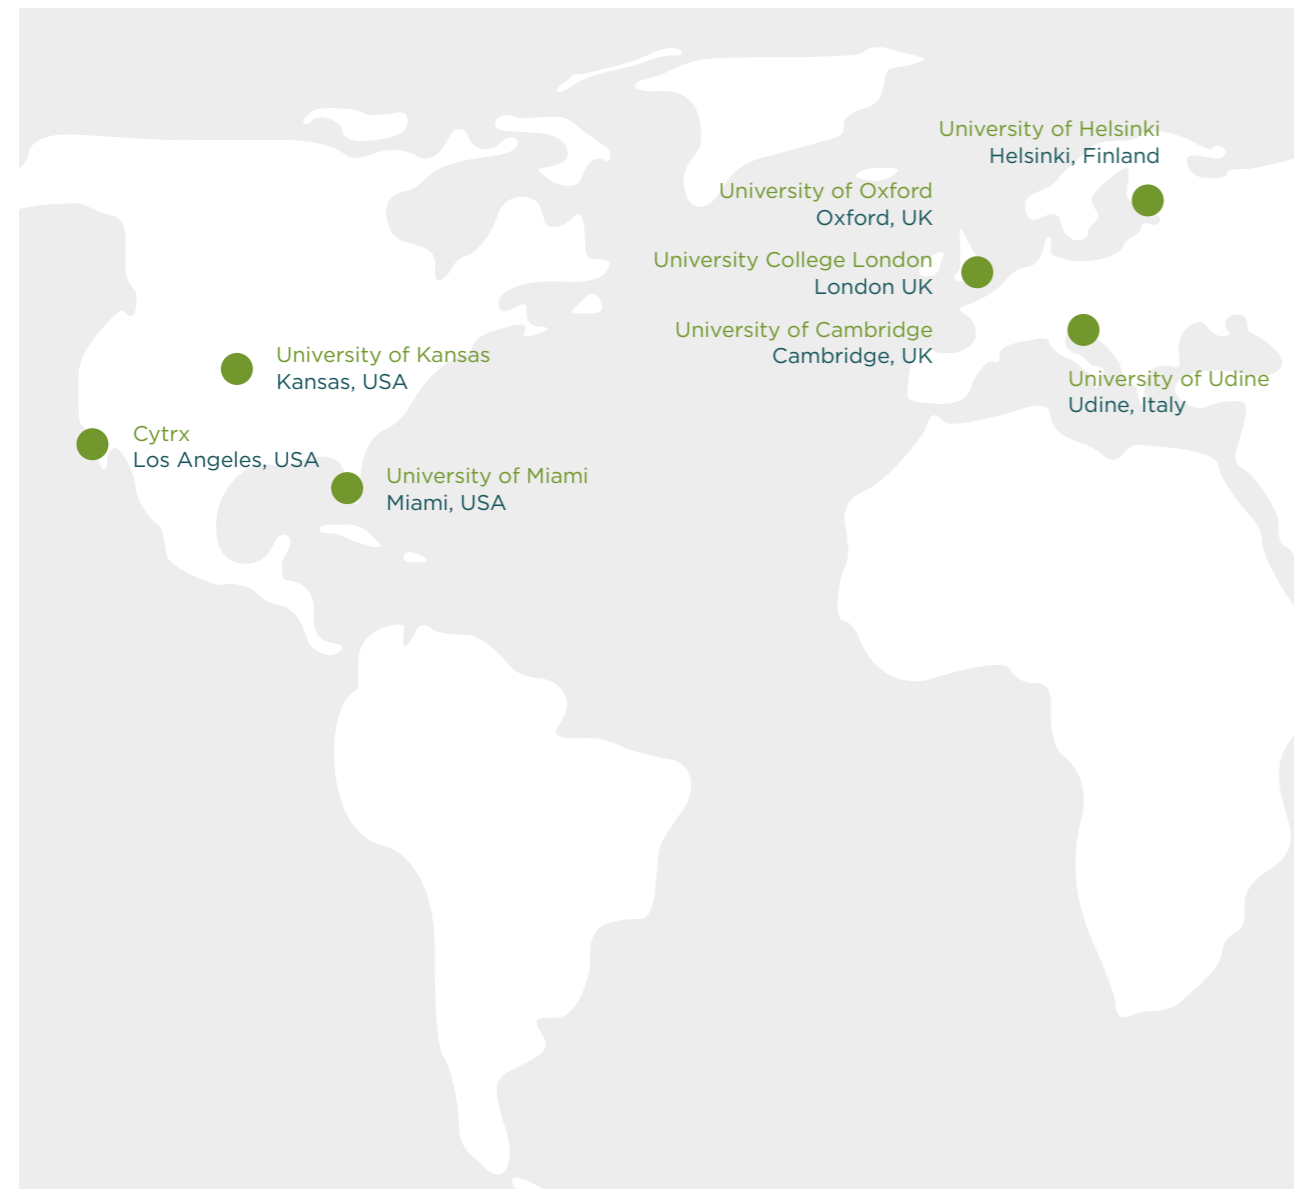 University of Helsinki
Helsinki, Finland
University of Oxford
Oxford, UK
University College London
London UK
University of Cambridge
Cambridge, UK
University of Kansas
Kansas, USA
University of Udine
Udine, Italy
Cytrx
Los Angeles, USA
University of Miami
Miami, USA